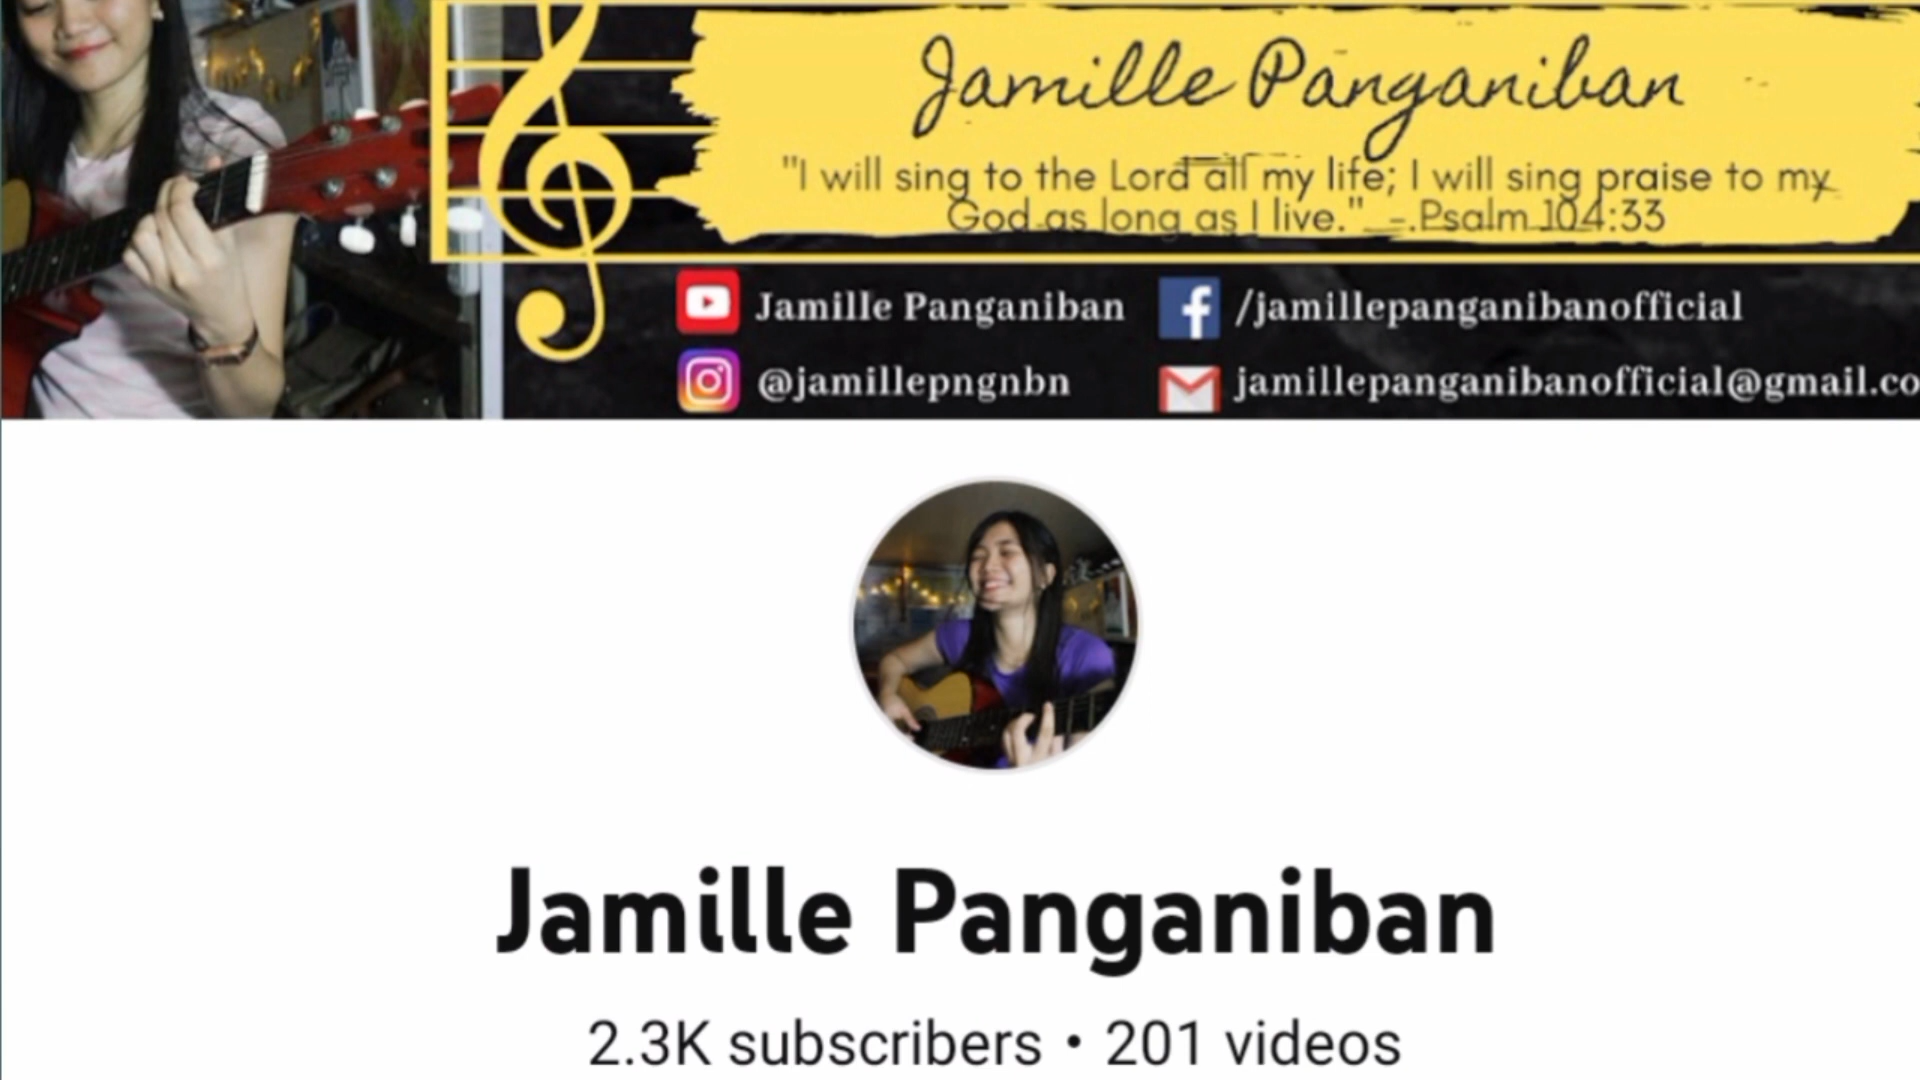 Jamille Panganiban
"I will sing to the Lord all my life; I will sing praise to my
God as long as I live." - Psalm 104:33
Jamille Panganiban
/jamillepanganibanofficial
@jamillepngnbn
jamillepanganibanofficial@gmail.co
Jamille Panganiban
2.3K subscribers • 201 videos